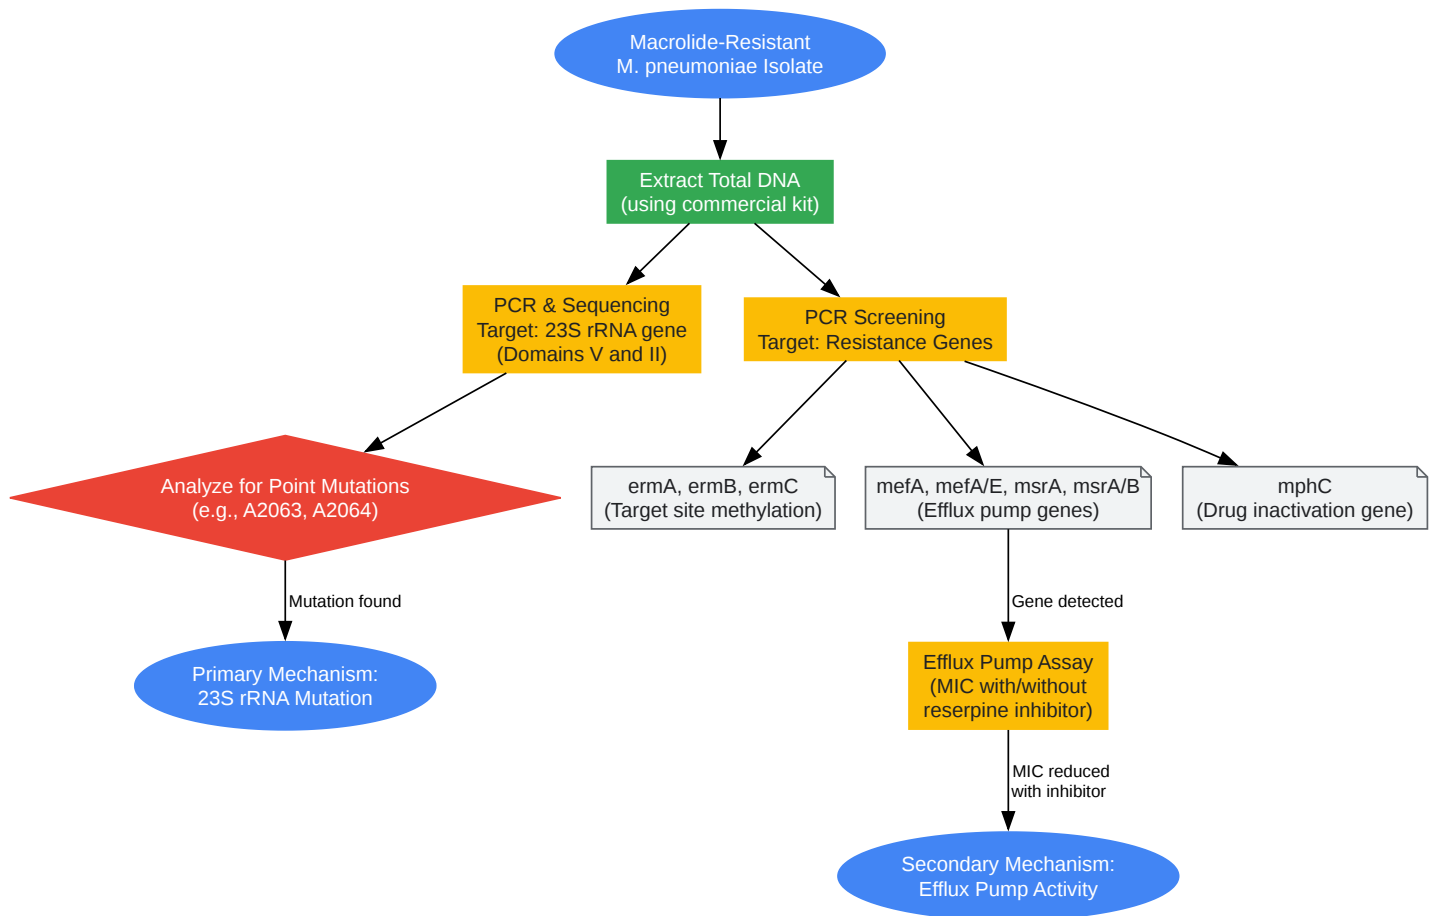 Macrolide-Resistant
M. pneumoniae Isolate
Extract Total DNA
(using commercial kit)
PCR & Sequencing
Target: 23S rRNA gene
(Domains V and II)
PCR Screening
Target: Resistance Genes
Analyze for Point Mutations
(e.g., A2063, A2064)
ermA, ermB, ermC
(Target site methylation)
mefA, mefA/E, msrA, msrA/B
(Efflux pump genes)
mphC
(Drug inactivation gene)
Mutation found
Gene detected
Primary Mechanism:
23S rRNA Mutation
Efflux Pump Assay
(MIC with/without
reserpine inhibitor)
MIC reduced
with inhibitor
Secondary Mechanism:
Efflux Pump Activity